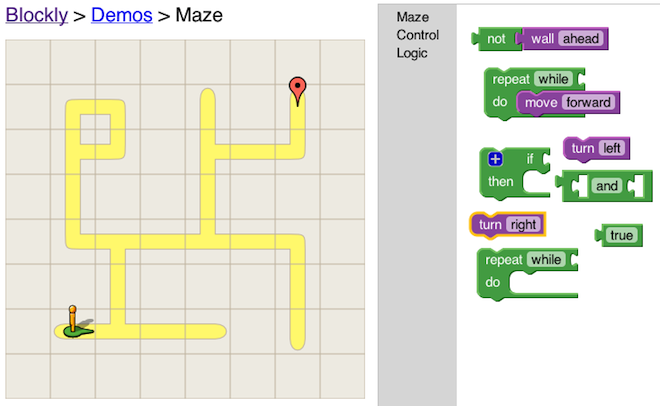 Blockly > Demos > Maze
Maze
Control
Logic
not wall ahead
repeat while
do move forward
if
then
turn left
and
turn right
true
repeat while
do